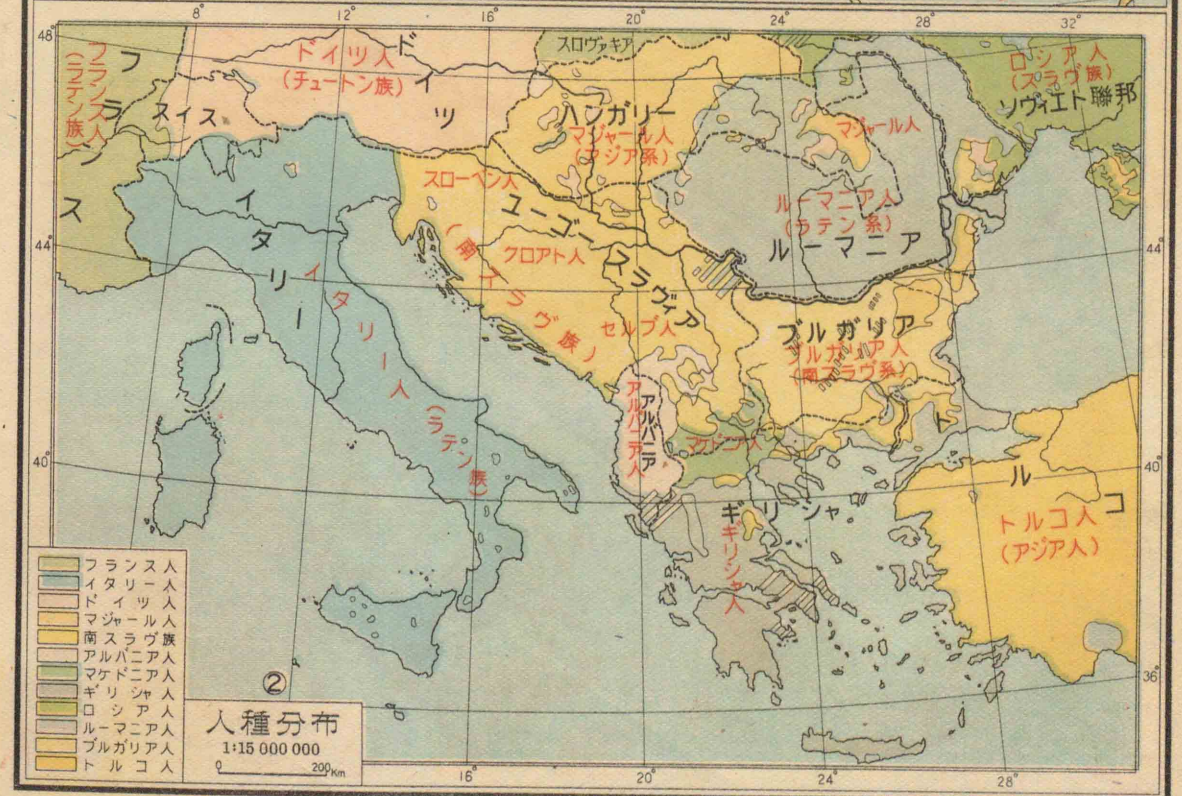 8°
12°
16°
20°
24°
28°
32°
48°
44°
40°
36°
フランス
フランス人
(ラテン族)
スイス
ドイツ人
(チュートン族)
ドイツ
スロヴァキア
ハンガリー
マジャール人
(アジア系)
マジャール人
ロシア人
(スラヴ族)
ソヴィエト聯邦
スローベン人
ユーゴースラヴィア
クロアト人
(南スラヴ族)
セルブ人
ルーマニア人
(ラテン系)
ルーマニア
44°
イタリー
イタリー人
(ラテン族)
ブルガリア
ブルガリア人
(南スラヴ系)
アルバニア人
アルバニア
マケドニア人
ギリシャ
ギリシャ人
トルコ
トルコ人
(アジア人)
40°
36°
フランス人
イタリー人
ドイツ人
マジャール人
南スラヴ族
アルバニア人
マケドニア人
ギリシャ人
ロシア人
ルーマニア人
ブルガリア人
トルコ人
②
人種分布
1:15 000 000
0 200Km
16°
20°
24°
28°